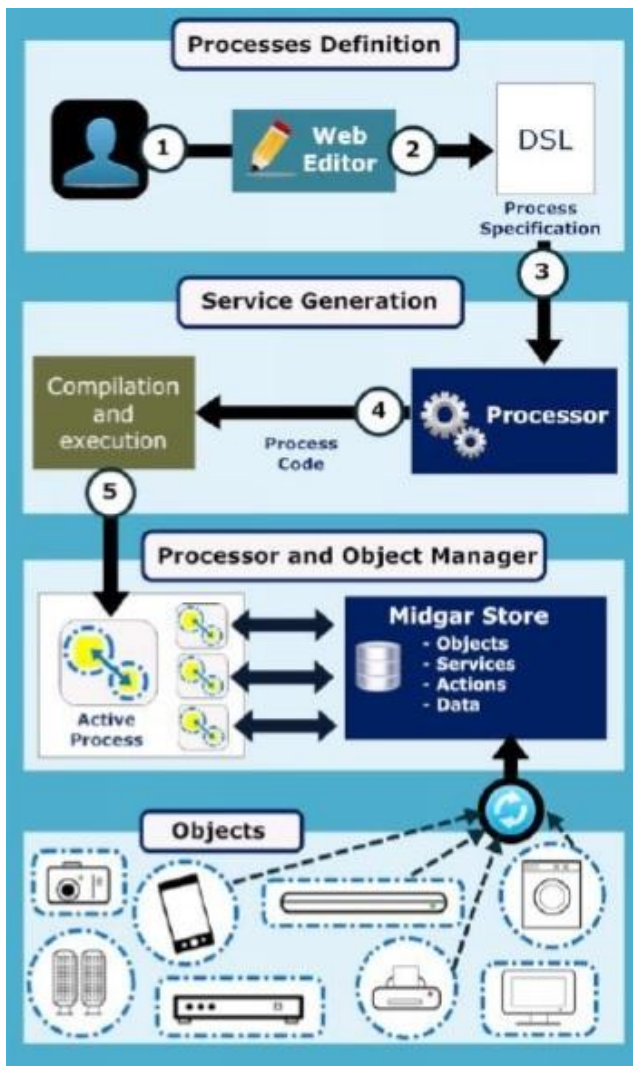 Processes Definition
1
Web
Editor
2
DSL
Process
Specification
3
Service Generation
Compilation
and
execution
4
Process
Code
Processor
5
Processor and Object Manager
Active
Process
Midgar Store
- Objects
- Services
- Actions
- Data
Objects